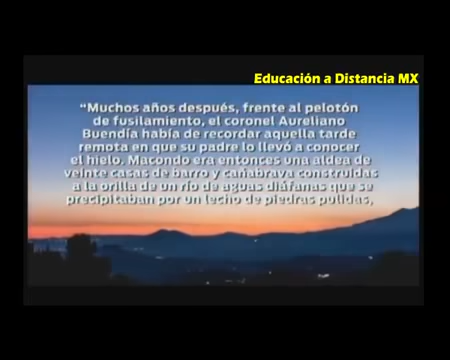 Educación a Distancia MX
“Muchos años después, frente al pelotón
de fusilamiento, el coronel Aureliano
Buendía había de recordar aquella tarde
remota en que su padre lo llevó a conocer
el hielo. Macondo era entonces una aldea de
veinte casas de barro y cañabrava construidas
a la orilla de un río de aguas diáfanas que se
precipitaban por un lecho de piedras pulidas,